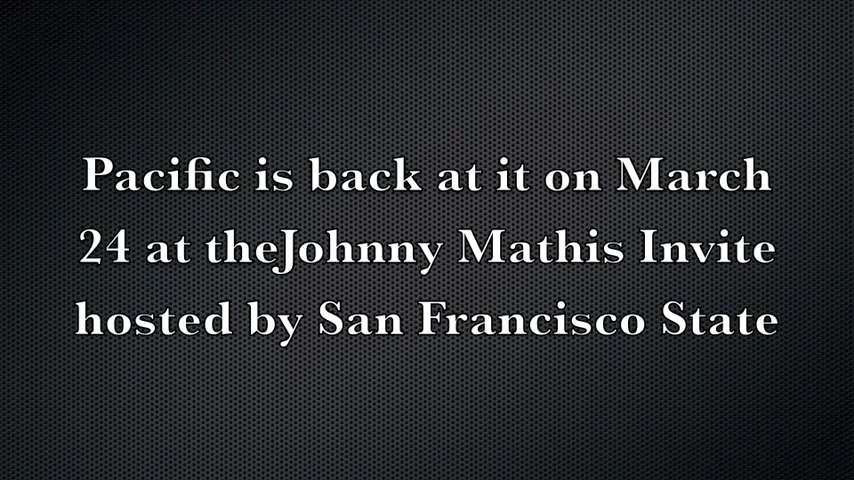 Pacific is back at it on March
24 at theJohnny Mathis Invite
hosted by San Francisco State